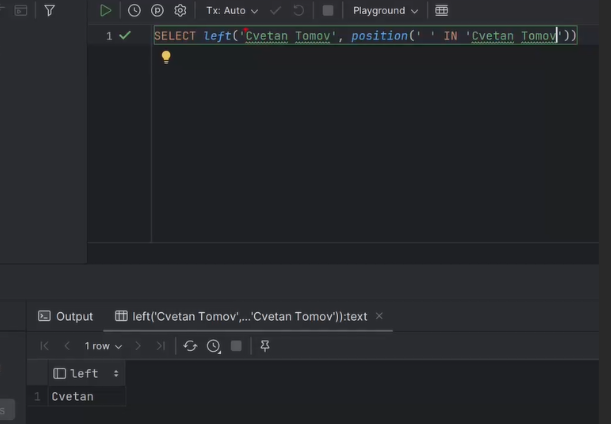 Tx: Auto Playground
1 SELECT left('Cvetan Tomov', position(' ' IN 'Cvetan Tomov'))
Output left('Cvetan Tomov',...'Cvetan Tomov')):text
1 row
left
1 Cvetan
s